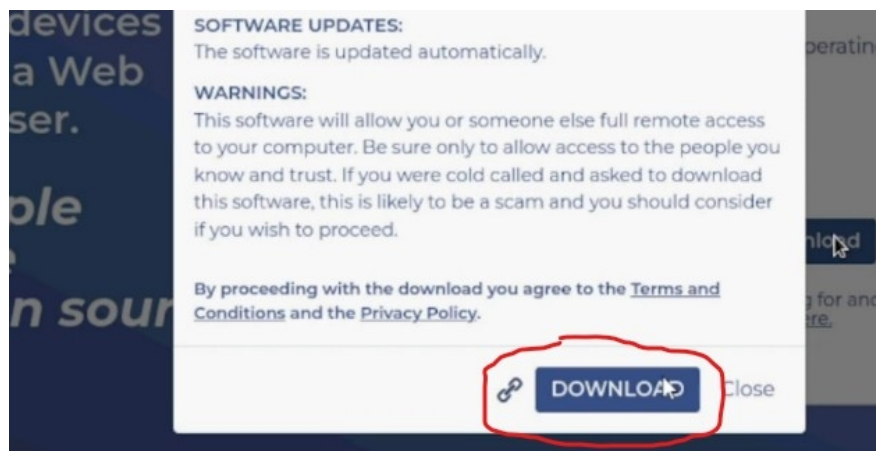 devices
a Web
ser.
ple
n sour
SOFTWARE UPDATES:
The software is updated automatically.
WARNINGS:
This software will allow you or someone else full remote access
to your computer. Be sure only to allow access to the people you
know and trust. If you were cold called and asked to download
this software, this is likely to be a scam and you should consider
if you wish to proceed.
By proceeding with the download you agree to the Terms and
Conditions and the Privacy Policy.
DOWNLOAD
Close
peratin
nload
g for and
ere.